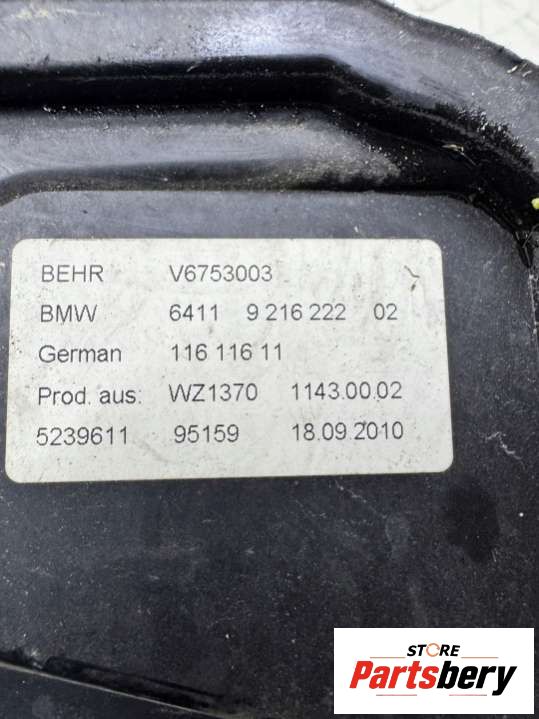 BEHR V6753003
BMW 6411 9 216 222 02
German 116 116 11
Prod. aus: WZ1370 1143.00.02
5239611 95159 18.09.2010
STORE
Partsbery